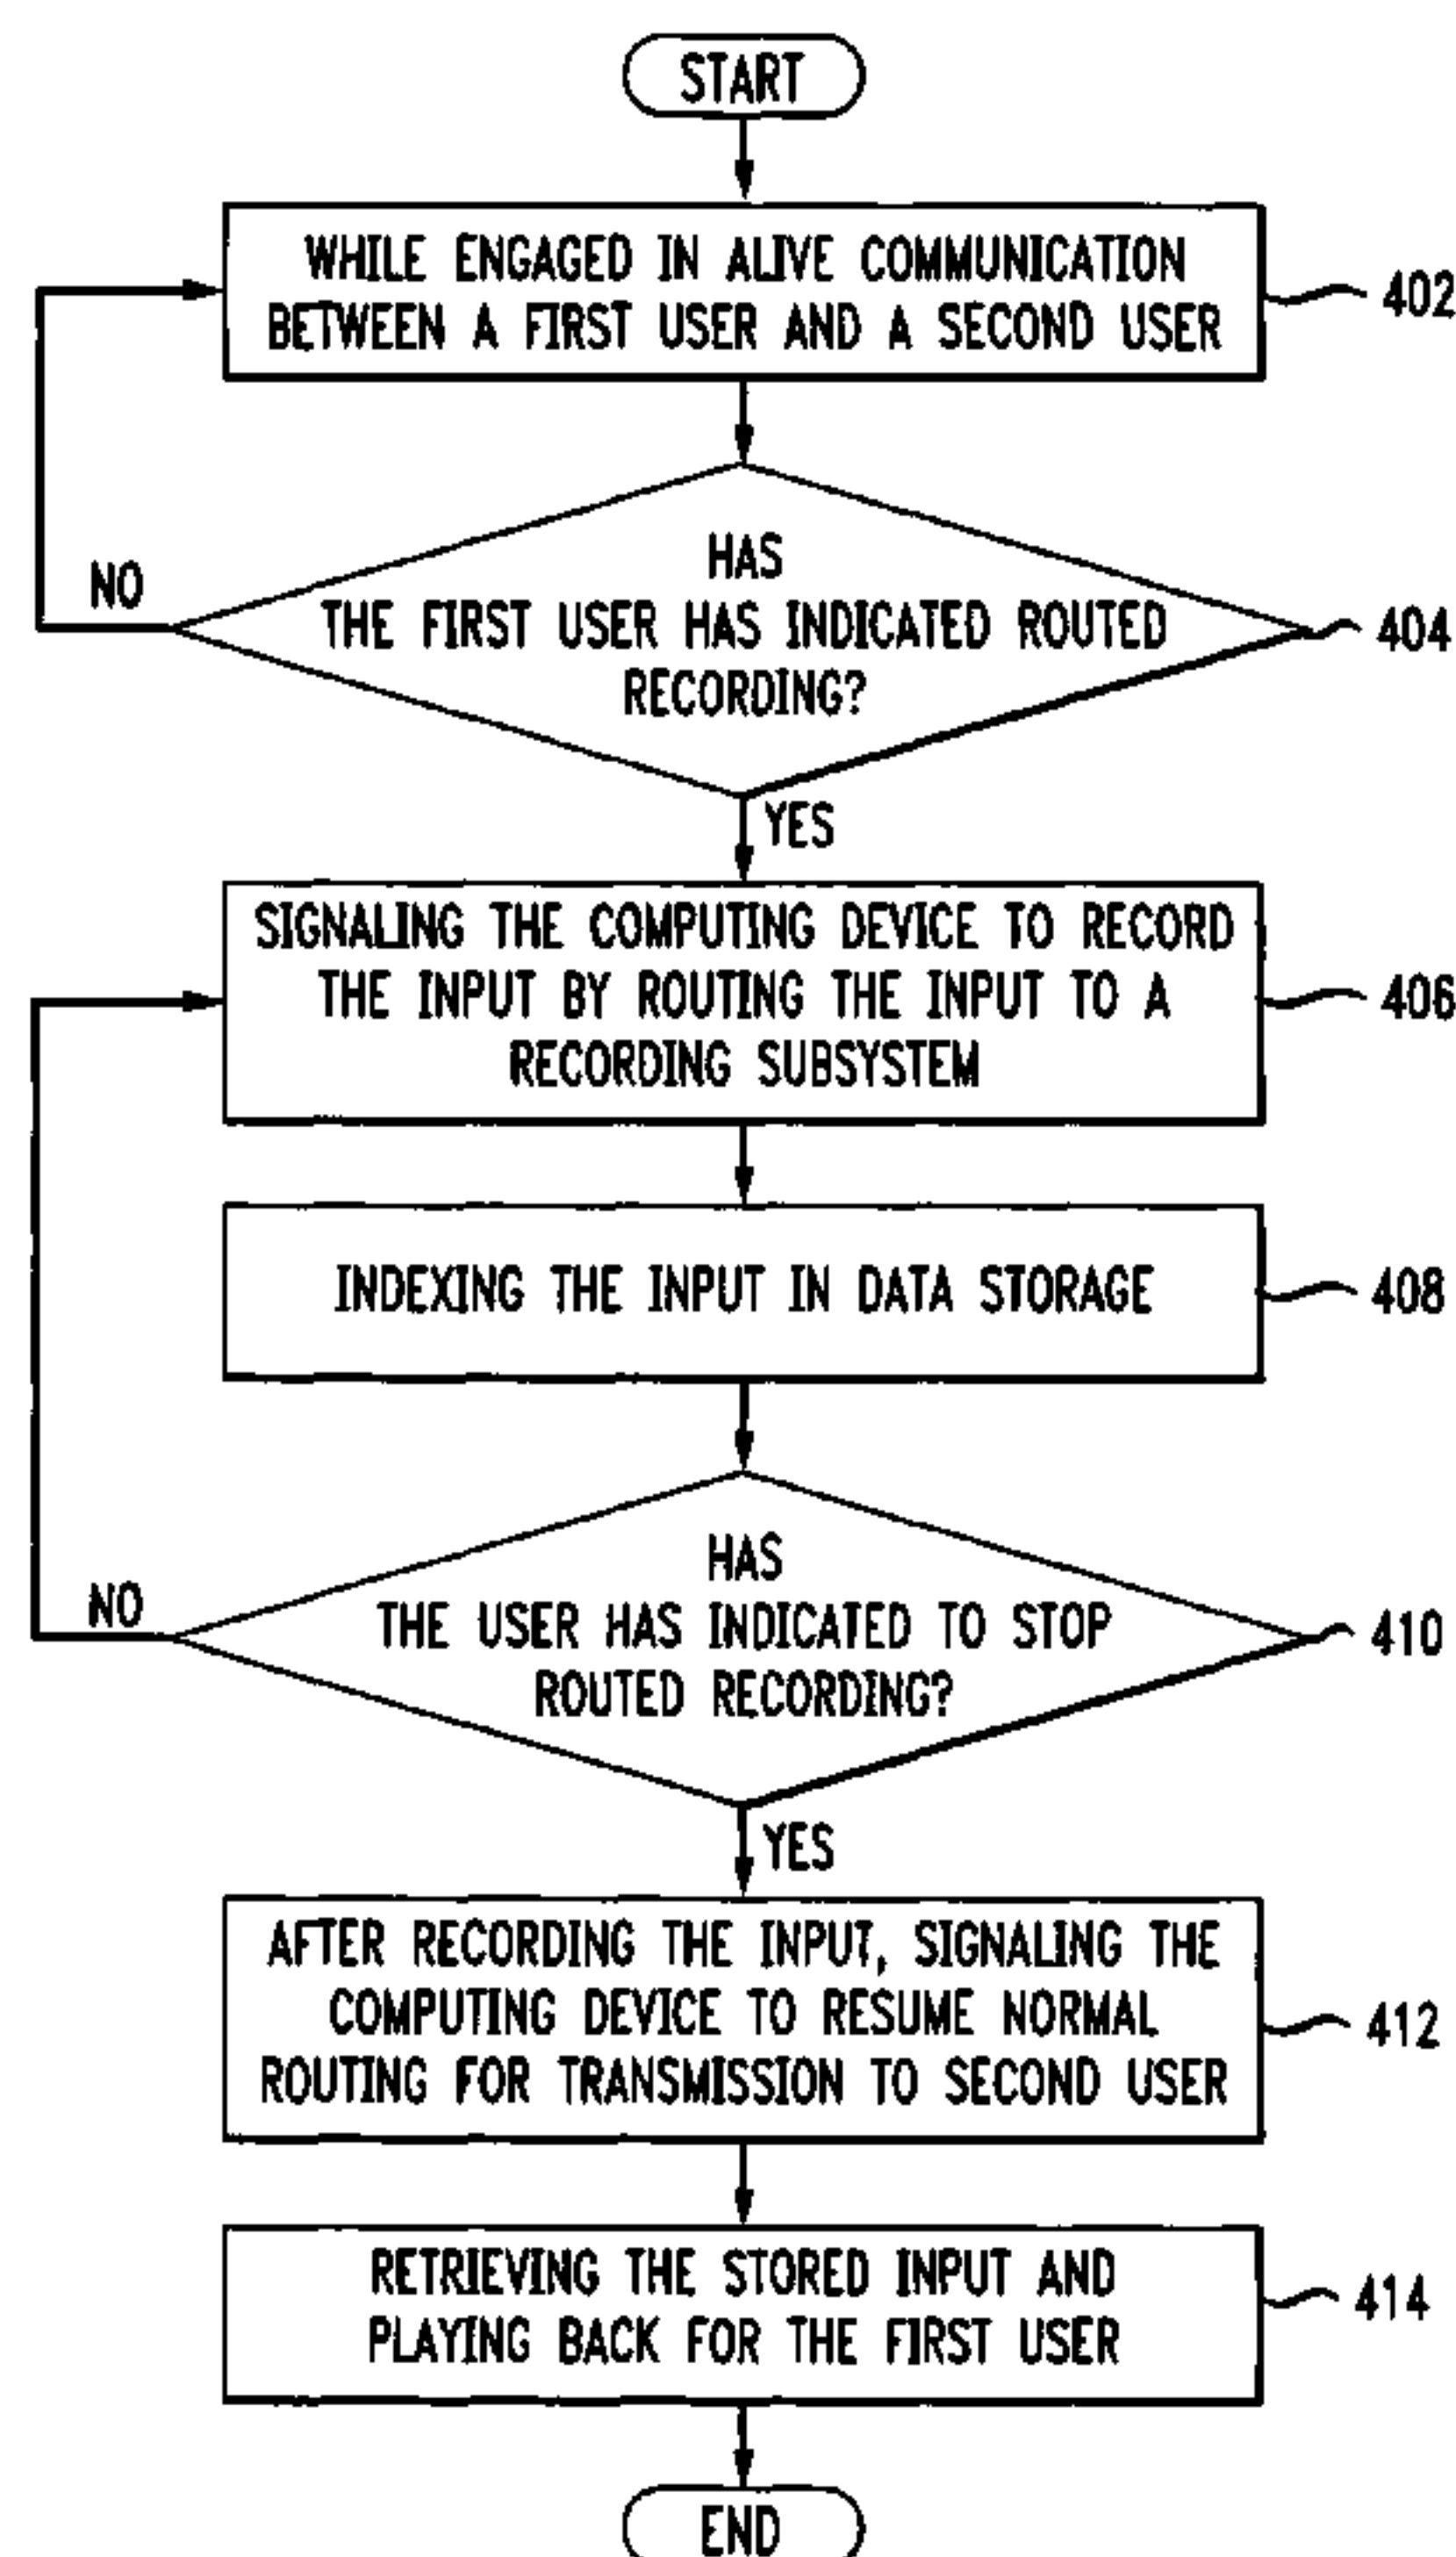 START
WHILE ENGAGED IN ALIVE COMMUNICATION
BETWEEN A FIRST USER AND A SECOND USER
402
HAS
THE FIRST USER HAS INDICATED ROUTED
RECORDING?
404
NO
YES
SIGNALING THE COMPUTING DEVICE TO RECORD
THE INPUT BY ROUTING THE INPUT TO A
RECORDING SUBSYSTEM
406
INDEXING THE INPUT IN DATA STORAGE
408
HAS
THE USER HAS INDICATED TO STOP
ROUTED RECORDING?
410
NO
YES
AFTER RECORDING THE INPUT, SIGNALING THE
COMPUTING DEVICE TO RESUME NORMAL
ROUTING FOR TRANSMISSION TO SECOND USER
412
RETRIEVING THE STORED INPUT AND
PLAYING BACK FOR THE FIRST USER
414
END